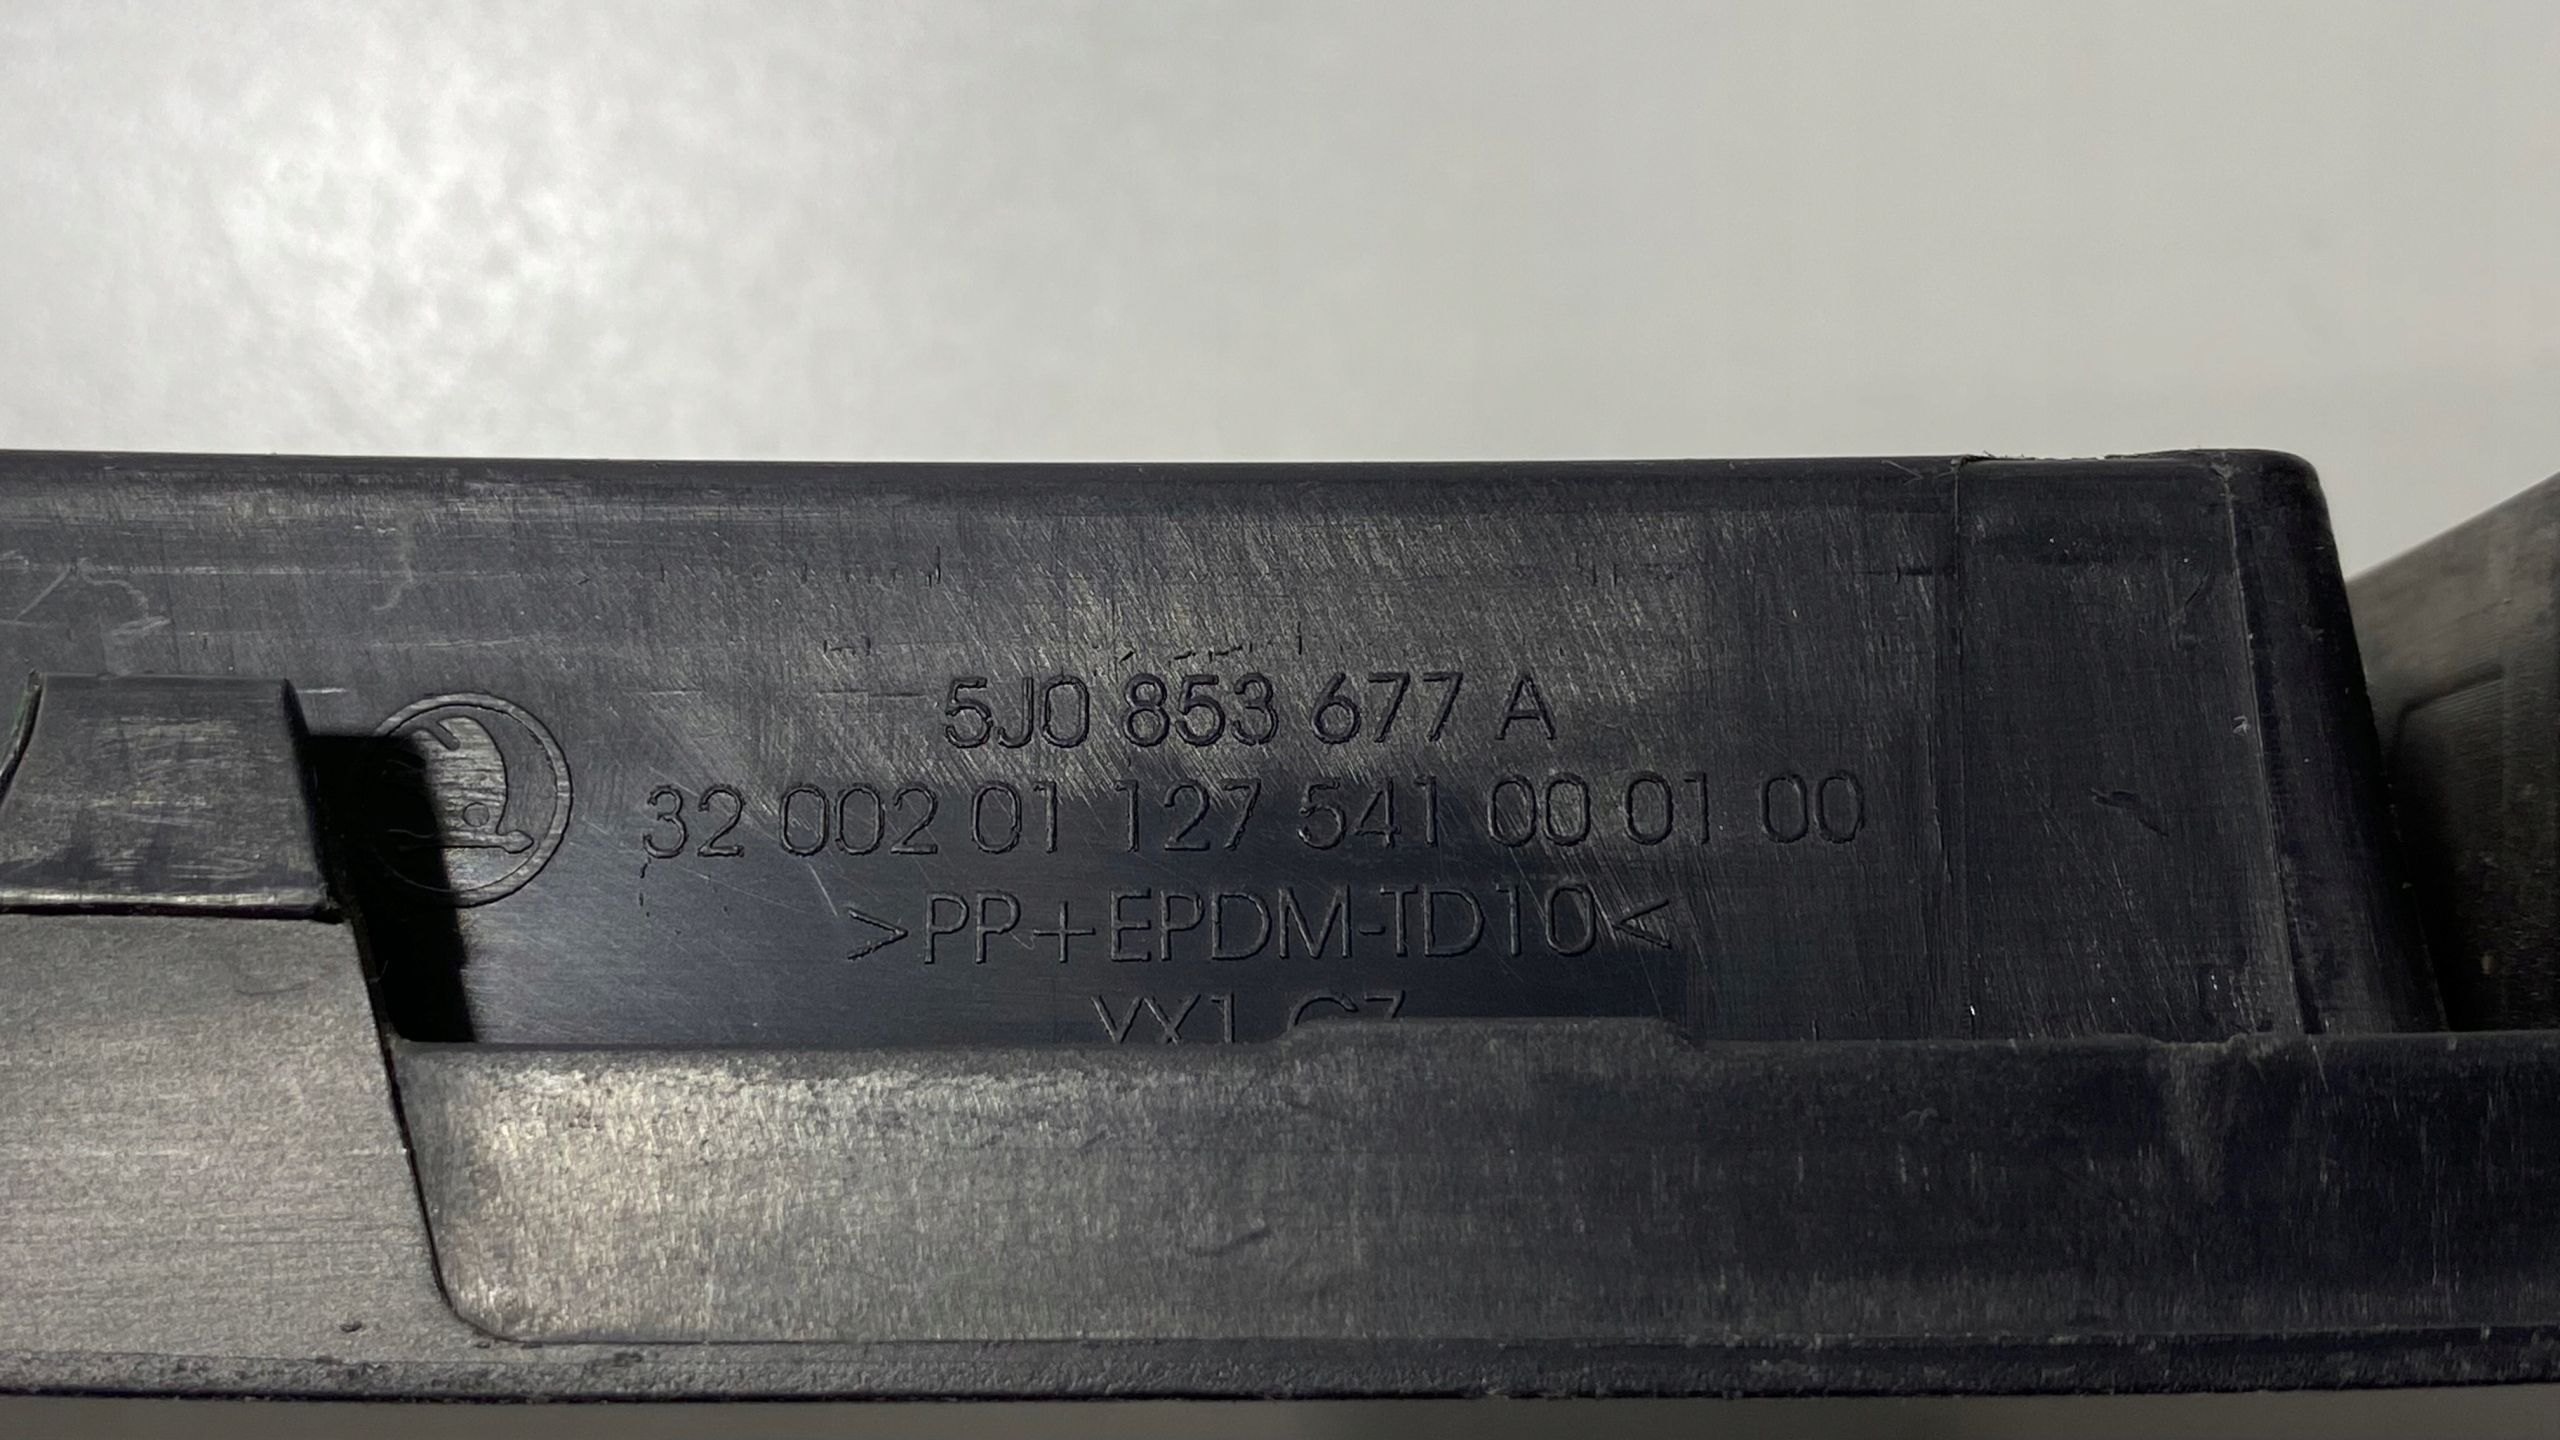 5J0 853 677 A
32 002 01 127 541 00 01 00
>PP+EPDM-TD10<